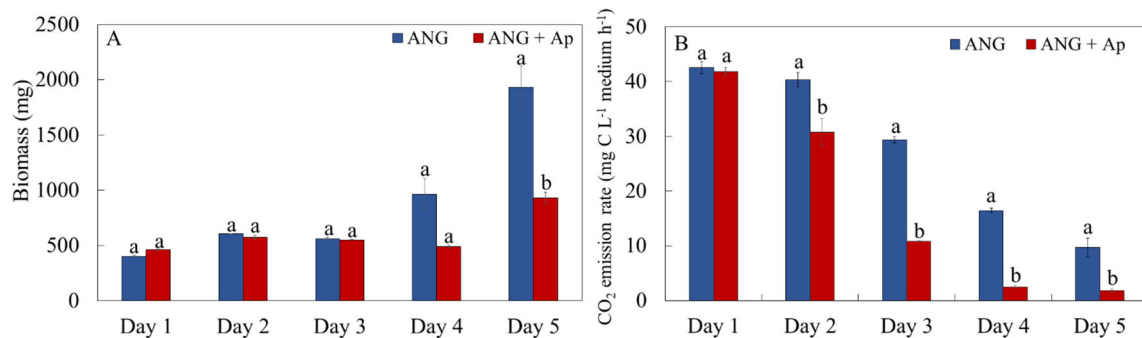 A
ANG
ANG + Ap
Biomass (mg)
2500
2000
1500
1000
500
0
a a
a a
a a
a a
a b
Day 1
Day 2
Day 3
Day 4
Day 5
B
ANG
ANG + Ap
CO₂ emission rate (mg C L⁻¹ medium h⁻¹)
50
40
30
20
10
0
a a
a b
a b
a b
a b
Day 1
Day 2
Day 3
Day 4
Day 5